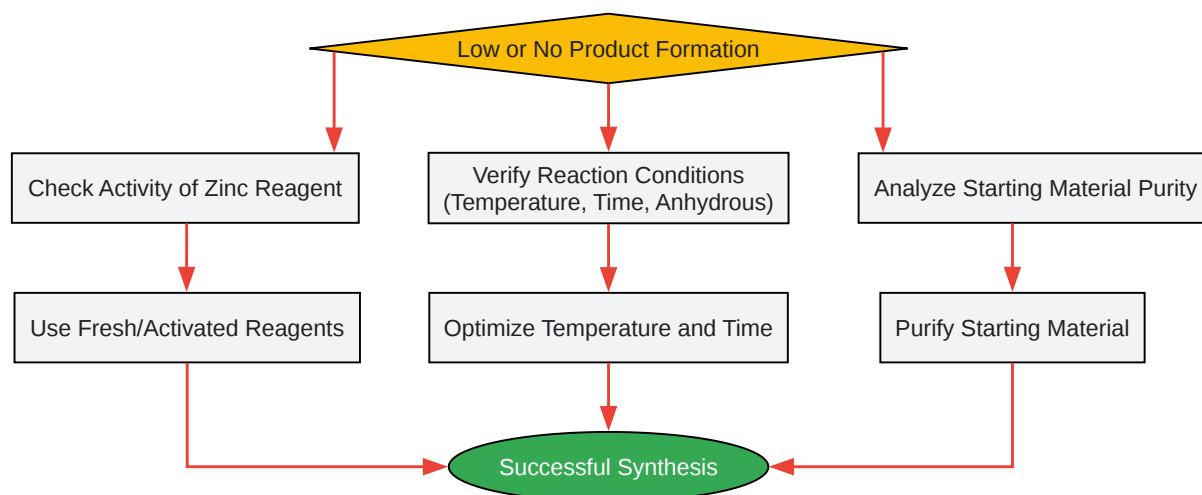 Low or No Product Formation
Check Activity of Zinc Reagent
Verify Reaction Conditions
(Temperature, Time, Anhydrous)
Analyze Starting Material Purity
Use Fresh/Activated Reagents
Optimize Temperature and Time
Purify Starting Material
Successful Synthesis